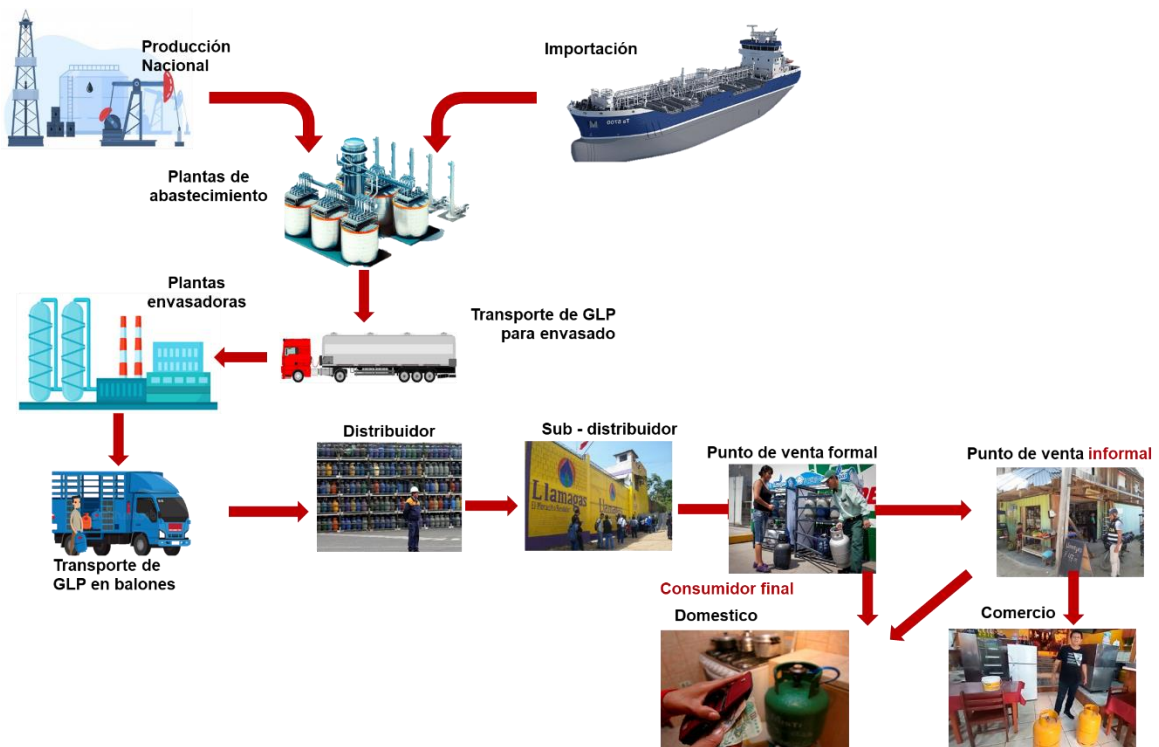 Producción
Nacional
Importación
Plantas de
abastecimiento
Plantas
envasadoras
Transporte de GLP
para envasado
Distribuidor
Sub - distribuidor
Punto de venta formal
Punto de venta informal
Llamagas
Llamagas
Transporte de
GLP en balones
Consumidor final
Domestico
Comercio